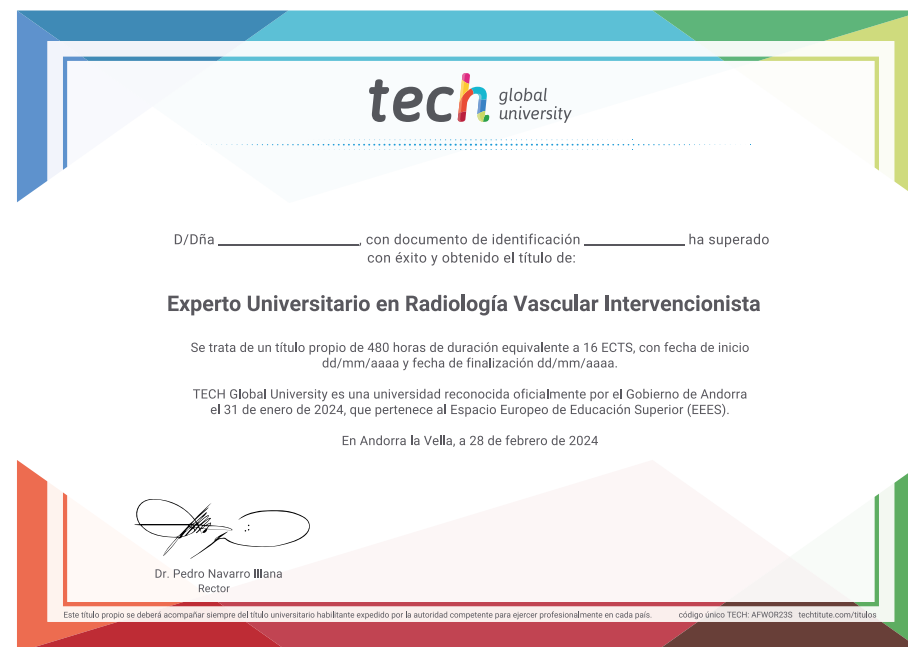 tech global university
D/Dña ______________, con documento de identificación __________ ha superado
con éxito y obtenido el título de:
Experto Universitario en Radiología Vascular Intervencionista
Se trata de un título propio de 480 horas de duración equivalente a 16 ECTS, con fecha de inicio
dd/mm/aaaa y fecha de finalización dd/mm/aaaa.
TECH Global University es una universidad reconocida oficialmente por el Gobierno de Andorra
el 31 de enero de 2024, que pertenece al Espacio Europeo de Educación Superior (EEES).
En Andorra la Vella, a 28 de febrero de 2024
Dr. Pedro Navarro Illana
Rector
Este título propio se deberá acompañar siempre del título universitario habilitante expedido por la autoridad competente para ejercer profesionalmente en cada país. código único TECH: AFWOR23S techtitute.com/titulos